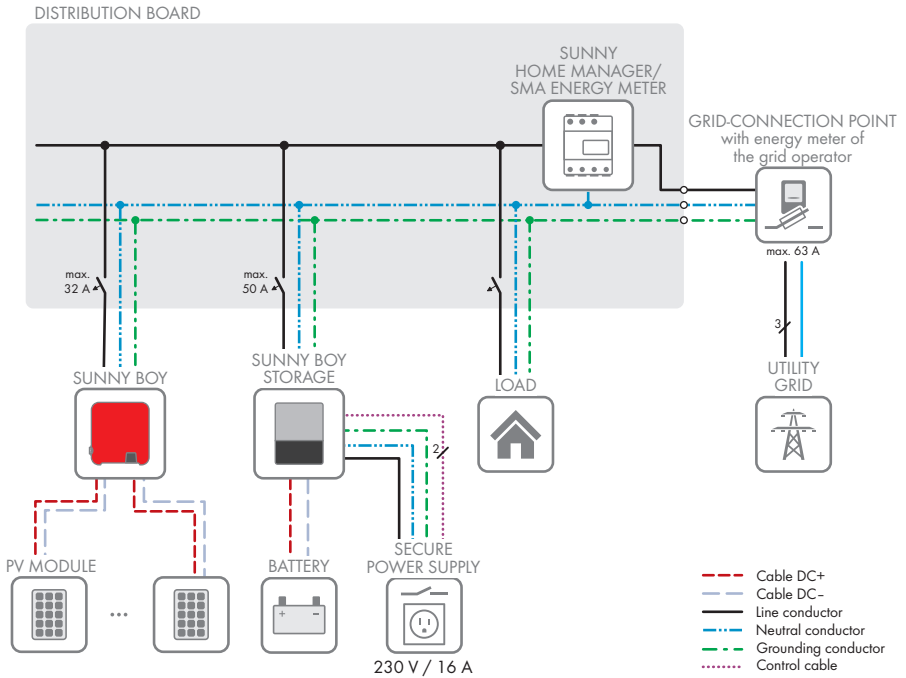 DISTRIBUTION BOARD
SUNNY
HOME MANAGER/
SMA ENERGY METER
GRID-CONNECTION POINT
with energy meter of
the grid operator
max. 63 A
max.
32 A
max.
50 A
3
UTILITY
GRID
SUNNY BOY
SUNNY BOY
STORAGE
LOAD
2
PV MODULE
...
BATTERY
+ −
SECURE
POWER SUPPLY
230 V / 16 A
Cable DC+
Cable DC−
Line conductor
Neutral conductor
Grounding conductor
Control cable